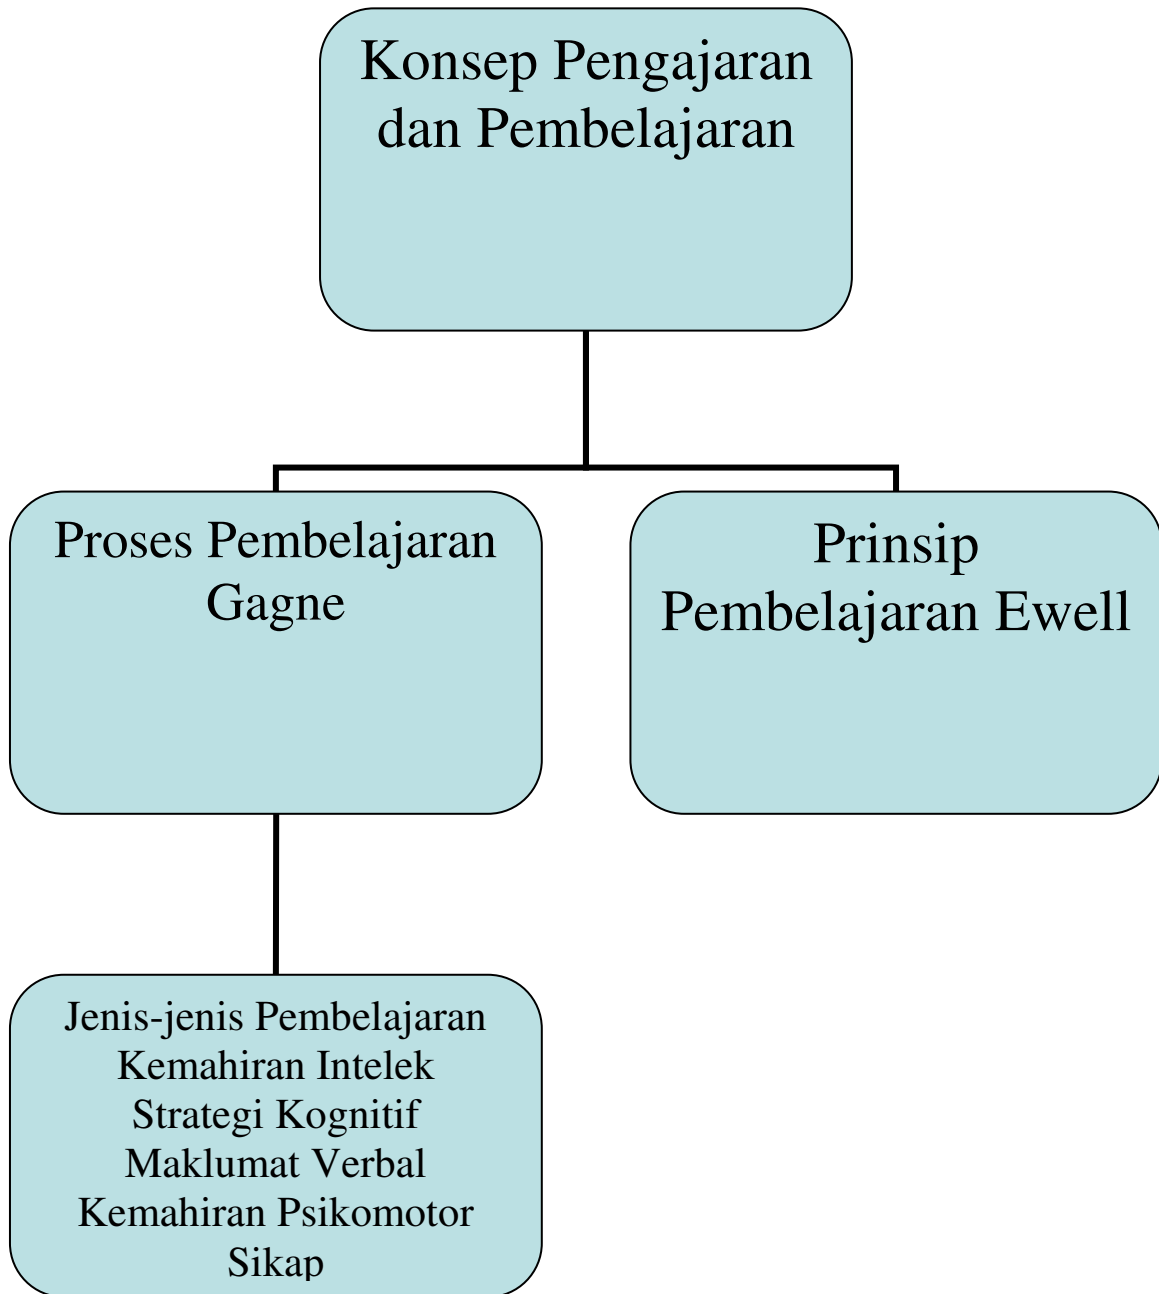 Konsep Pengajaran
dan Pembelajaran
Proses Pembelajaran
Gagne
Prinsip
Pembelajaran Ewell
Jenis-jenis Pembelajaran
Kemahiran Intelek
Strategi Kognitif
Maklumat Verbal
Kemahiran Psikomotor
Sikap